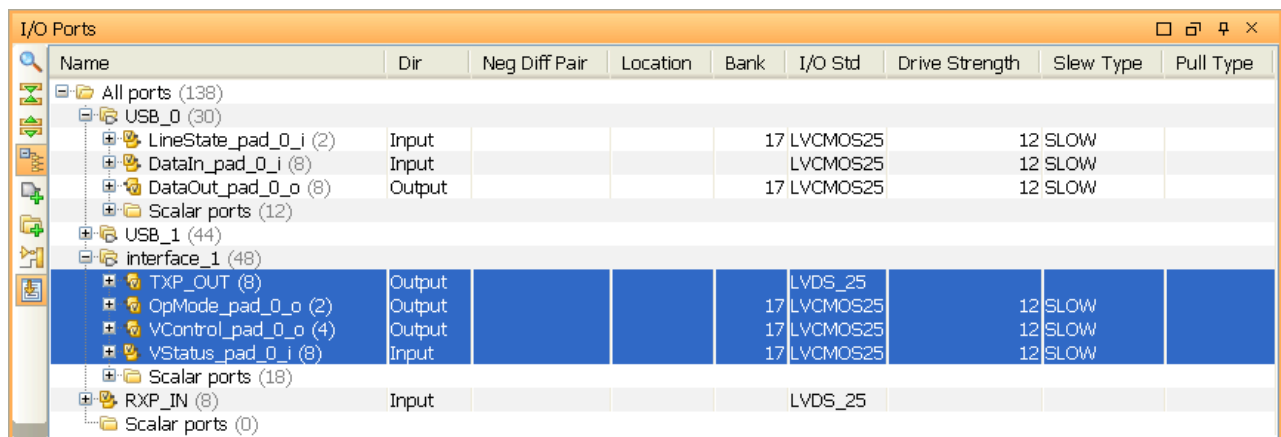 I/O Ports
Name Dir Neg Diff Pair Location Bank I/O Std Drive Strength Slew Type Pull Type
All ports (138)
USB_0 (30)
LineState_pad_0_i (2) Input 17 LVCMOS25 12 SLOW
DataIn_pad_0_i (8) Input LVCMOS25 12 SLOW
DataOut_pad_0_o (8) Output 17 LVCMOS25 12 SLOW
Scalar ports (12)
USB_1 (44)
interface_1 (48)
TXP_OUT (8) Output LVDS_25
OpMode_pad_0_o (2) Output 17 LVCMOS25 12 SLOW
VControl_pad_0_o (4) Output 17 LVCMOS25 12 SLOW
VStatus_pad_0_i (8) Input 17 LVCMOS25 12 SLOW
Scalar ports (18)
RXP_IN (8) Input LVDS_25
Scalar ports (0)